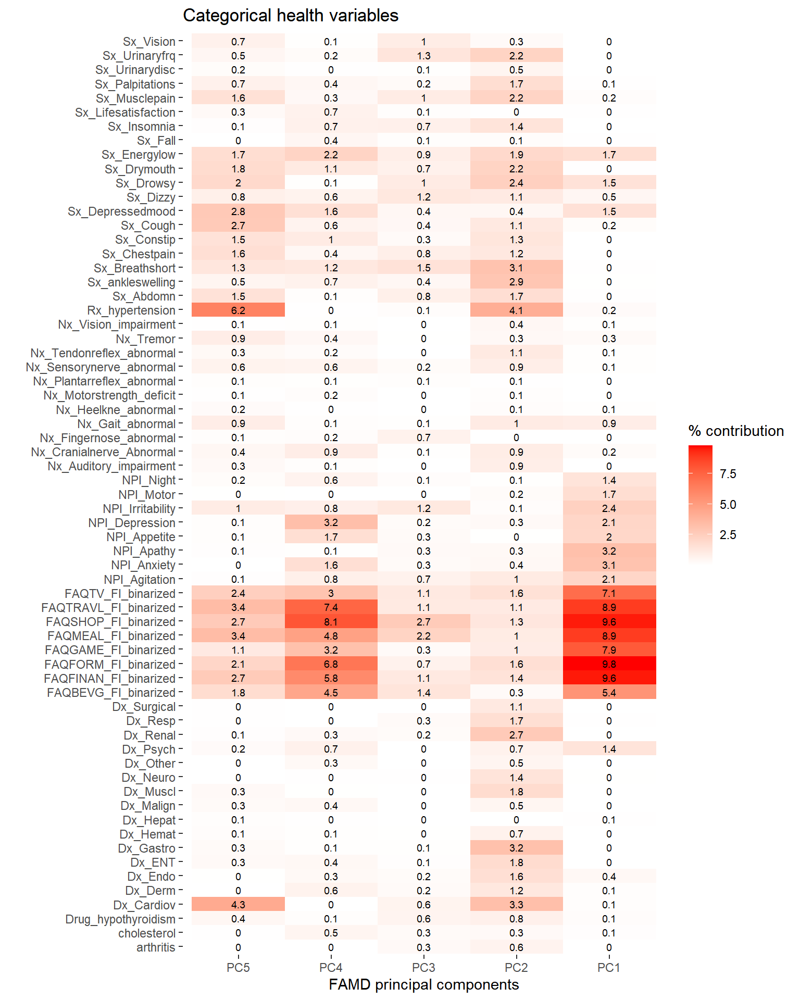 Categorical health variables
Sx_Vision 0.7 0.1 1 0.3 0
Sx_Urinaryfrq 0.5 0.2 1.3 2.2 0
Sx_Urinarydisc 0.2 0 0.1 0.5 0
Sx_Palpitations 0.7 0.4 0.2 1.7 0.1
Sx_Musclepain 1.6 0.3 1 2.2 0.2
Sx_Lifesatisfaction 0.3 0.7 0.1 0 0
Sx_Insomnia 0.1 0.7 0.7 1.4 0
Sx_Fall 0 0.4 0.1 0.1 0
Sx_Energylow 1.7 2.2 0.9 1.9 1.7
Sx_Drymouth 1.8 1.1 0.7 2.2 0
Sx_Drowsy 2 0.1 1 2.4 1.5
Sx_Dizzy 0.8 0.6 1.2 1.1 0.5
Sx_Depressedmood 2.8 1.6 0.4 0.4 1.5
Sx_Cough 2.7 0.6 0.4 1.1 0.2
Sx_Constip 1.5 1 0.3 1.3 0
Sx_Chestpain 1.6 0.4 0.8 1.2 0
Sx_Breathshort 1.3 1.2 1.5 3.1 0
Sx_ankleswelling 0.5 0.7 0.4 2.9 0
Sx_Abdomn 1.5 0.1 0.8 1.7 0
Rx_hypertension 6.2 0 0.1 4.1 0.2
Nx_Vision_impairment 0.1 0.1 0 0.4 0.1
Nx_Tremor 0.9 0.4 0 0.3 0.3
Nx_Tendonreflex_abnormal 0.3 0.2 0 1.1 0.1
Nx_Sensorynerve_abnormal 0.6 0.6 0.2 0.9 0.1
Nx_Plantarreflex_abnormal 0.1 0.1 0.1 0.1 0
Nx_Motorstrength_deficit 0.1 0.2 0 0.1 0
Nx_Heelkne_abnormal 0.2 0 0 0.1 0.1
Nx_Gait_abnormal 0.9 0.1 0.1 1 0.9
Nx_Fingernose_abnormal 0.1 0.2 0.7 0 0
Nx_Cranialnerve_Abnormal 0.4 0.9 0.1 0.9 0.2
Nx_Auditory_impairment 0.3 0.1 0 0.9 0
NPI_Night 0.2 0.6 0.1 0.1 1.4
NPI_Motor 0 0 0 0.2 1.7
NPI_Irritability 1 0.8 1.2 0.1 2.4
NPI_Depression 0.1 3.2 0.2 0.3 2.1
NPI_Appetite 0.1 1.7 0.3 0 2
NPI_Apathy 0.1 0.1 0.3 0.3 3.2
NPI_Anxiety 0 1.6 0.3 0.4 3.1
NPI_Agitation 0.1 0.8 0.7 1 2.1
FAQTV_FI_binarized 2.4 3 1.1 1.6 7.1
FAQTRAVL_FI_binarized 3.4 7.4 1.1 1.1 8.9
FAQSHOP_FI_binarized 2.7 8.1 2.7 1.3 9.6
FAQMEAL_FI_binarized 3.4 4.8 2.2 1 8.9
FAQGAME_FI_binarized 1.1 3.2 0.3 1 7.9
FAQFORM_FI_binarized 2.1 6.8 0.7 1.6 9.8
FAQFINAN_FI_binarized 2.7 5.8 1.1 1.4 9.6
FAQBEVG_FI_binarized 1.8 4.5 1.4 0.3 5.4
Dx_Surgical 0 0 0 1.1 0
Dx_Resp 0 0 0.3 1.7 0
Dx_Renal 0.1 0.3 0.2 2.7 0
Dx_Psych 0.2 0.7 0 0.7 1.4
Dx_Other 0 0.3 0 0.5 0
Dx_Neuro 0 0 0 1.4 0
Dx_Muscl 0.3 0 0 1.8 0
Dx_Malign 0.3 0.4 0 0.5 0
Dx_Hepat 0.1 0 0 0 0.1
Dx_Hemat 0.1 0.1 0 0.7 0
Dx_Gastro 0.3 0.1 0.1 3.2 0
Dx_ENT 0.3 0.4 0.1 1.8 0
Dx_Endo 0 0.3 0.2 1.6 0.4
Dx_Derm 0 0.6 0.2 1.2 0.1
Dx_Cardiov 4.3 0 0.6 3.3 0.1
Drug_hypothyroidism 0.4 0.1 0.6 0.8 0.1
cholesterol 0 0.5 0.3 0.3 0.1
arthritis 0 0 0.3 0.6 0
PC5 PC4 PC3 PC2 PC1
FAMD principal components
% contribution
7.5
5.0
2.5